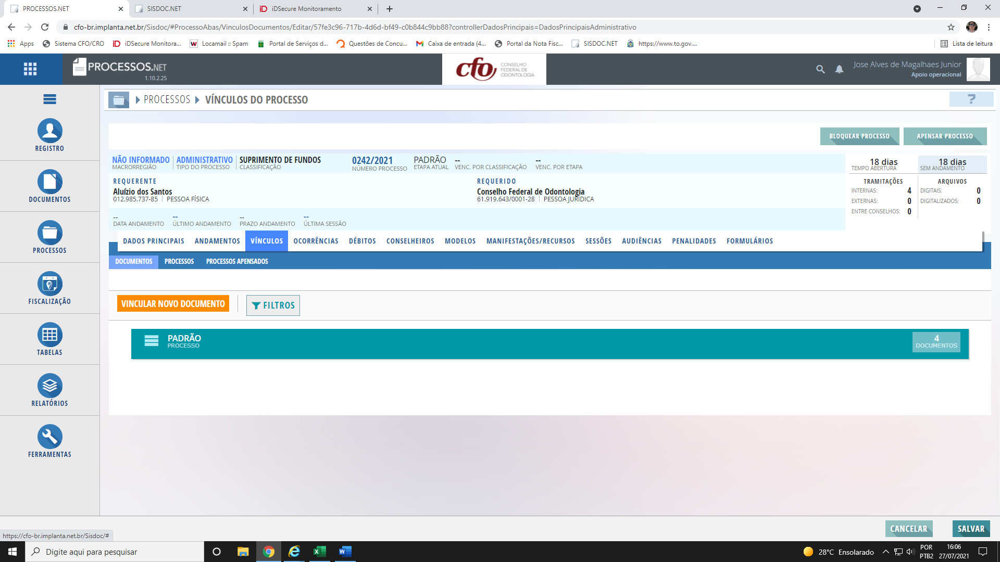 PROCESSOS.NET
SISDOC.NET
iDSecure Monitoramento
cfo-br.implanta.net.br/Sisdoc/#ProcessoAbas/VinculosDocumentos/Editar/57fe3c96-717b-4d6d-bf49-c0b844c9bb88?controllerDadosPrincipais=DadosPrincipaisAdministrativo
Apps
Sistema CFO/CRO
iDSecure Monitora...
Locamail :: Spam
Portal de Serviços d...
Questões de Concu...
Caixa de entrada (4...
Portal da Nota Fisc...
SISDOC.NET
https://www.to.gov....
Lista de leitura
PROCESSOS.NET
1.10.2.25
cfo
CONSELHO
FEDERAL DE
ODONTOLOGIA
Jose Alves de Magalhaes Junior
Apoio operacional
PROCESSOS
VÍNCULOS DO PROCESSO
?
REGISTRO
DOCUMENTOS
PROCESSOS
FISCALIZAÇÃO
TABELAS
RELATÓRIOS
FERRAMENTAS
BLOQUEAR PROCESSO
APENSAR PROCESSO
NÃO INFORMADO
MACRORREGIÃO
ADMINISTRATIVO
TIPO DO PROCESSO
SUPRIMENTO DE FUNDOS
CLASSIFICAÇÃO
0242/2021
NÚMERO PROCESSO
PADRÃO
ETAPA ATUAL
--
VENC. POR CLASSIFICAÇÃO
--
VENC. POR ETAPA
18 dias
TEMPO ABERTURA
18 dias
SEM ANDAMENTO
REQUERENTE
Aluízio dos Santos
012.985.737-85
PESSOA FÍSICA
REQUERIDO
Conselho Federal de Odontologia
61.919.643/0001-28
PESSOA JURÍDICA
TRAMITAÇÕES
INTERNAS: 4
EXTERNAS: 0
ENTRE CONSELHOS: 0
ARQUIVOS
DIGITAIS: 0
DIGITALIZADOS: 0
--
DATA ANDAMENTO
--
ÚLTIMO ANDAMENTO
--
PRAZO ANDAMENTO
--
ÚLTIMA SESSÃO
DADOS PRINCIPAIS
ANDAMENTOS
VÍNCULOS
OCORRÊNCIAS
DÉBITOS
CONSELHEIROS
MODELOS
MANIFESTAÇÕES/RECURSOS
SESSÕES
AUDIÊNCIAS
PENALIDADES
FORMULÁRIOS
DOCUMENTOS
PROCESSOS
PROCESSOS APENSADOS
VINCULAR NOVO DOCUMENTO
FILTROS
PADRÃO
PROCESSO
4
DOCUMENTOS
CANCELAR
SALVAR
https://cfo-br.implanta.net.br/Sisdoc/#
Digite aqui para pesquisar
28°C Ensolarado
POR
PTB2
16:06
27/07/2021